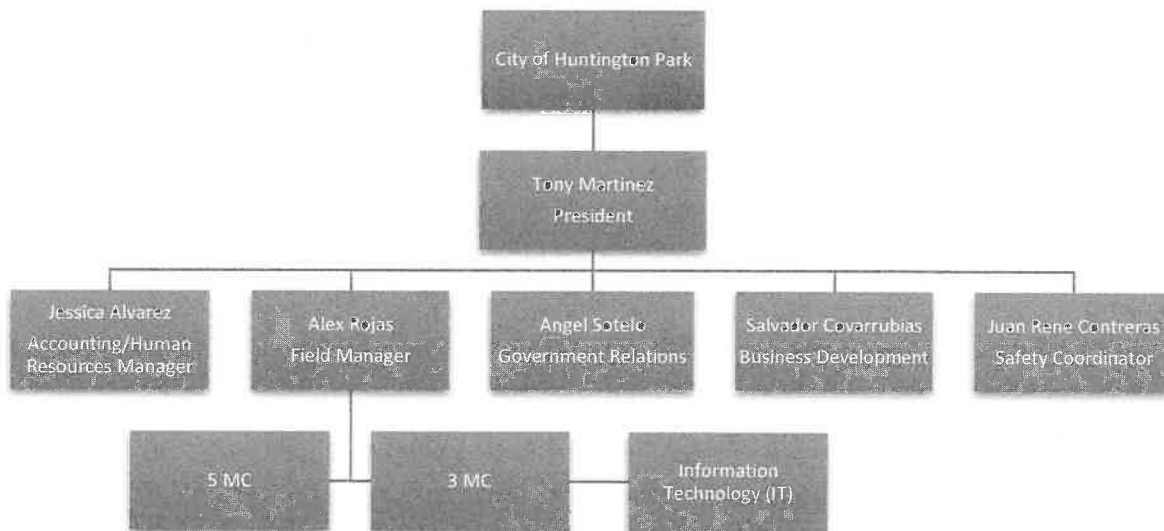 City of Huntington Park
Tony Martinez
President
Jessica Alvarez
Accounting/Human
Resources Manager
Alex Rojas
Field Manager
Angel Sotelo
Government Relations
Salvador Covarrubias
Business Development
Juan Rene Contreras
Safety Coordinator
5 MC
3 MC
Information
Technology (IT)